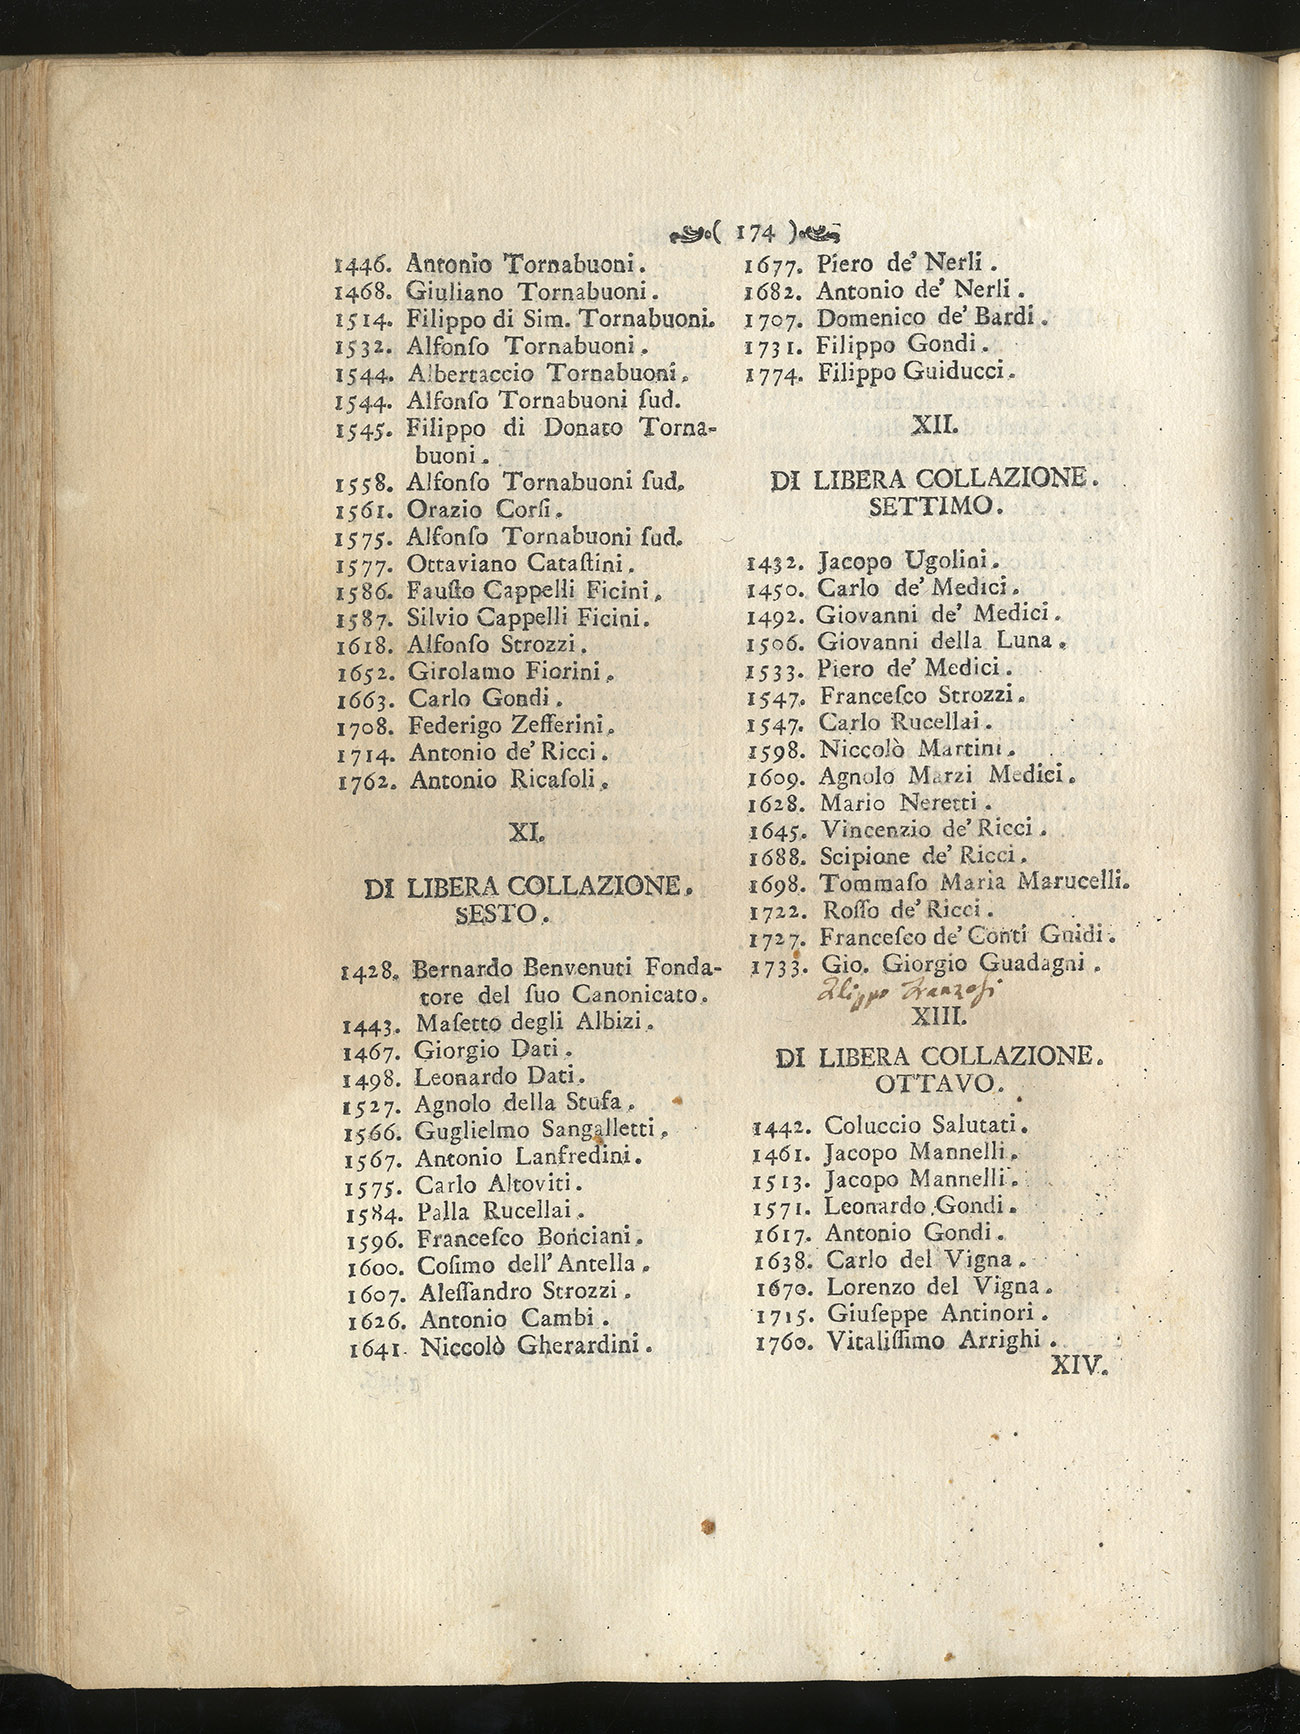 ( 174 )
1446. Antonio Tornabuoni.
1468. Giuliano Tornabuoni.
1514. Filippo di Sim. Tornabuoni.
1532. Alfonſo Tornabuoni.
1544. Albertaccio Tornabuoni.
1544. Alfonſo Tornabuoni ſud.
1545. Filippo di Donato Torna-
buoni.
1558. Alfonſo Tornabuoni ſud.
1561. Orazio Corſi.
1575. Alfonſo Tornabuoni ſud.
1577. Ottaviano Cataſtini.
1586. Fauſto Cappelli Ficini.
1587. Silvio Cappelli Ficini.
1618. Alfonſo Strozzi.
1652. Girolamo Fiorini.
1663. Carlo Gondi.
1708. Federigo Zefferini.
1714. Antonio de' Ricci.
1762. Antonio Ricaſoli.
XI.
DI LIBERA COLLAZIONE.
SESTO.
1428. Bernardo Benvenuti Fonda-
tore del ſuo Canonicato.
1443. Maſetto degli Albizi.
1467. Giorgio Dati.
1498. Leonardo Dati.
1527. Agnolo della Stufa.
1566. Guglielmo Sangalletti.
1567. Antonio Lanfredini.
1575. Carlo Altoviti.
1584. Palla Rucellai.
1596. Franceſco Bonciani.
1600. Coſimo dell' Antella.
1607. Aleſſandro Strozzi.
1626. Antonio Cambi.
1641. Niccolò Gherardini.
1677. Piero de' Nerli.
1682. Antonio de' Nerli.
1707. Domenico de' Bardi.
1731. Filippo Gondi.
1774. Filippo Guiducci.
XII.
DI LIBERA COLLAZIONE.
SETTIMO.
1432. Jacopo Ugolini.
1450. Carlo de' Medici.
1492. Giovanni de' Medici.
1506. Giovanni della Luna.
1533. Piero de' Medici.
1547. Franceſco Strozzi.
1547. Carlo Rucellai.
1598. Niccolò Martini.
1609. Agnolo Marzi Medici.
1628. Mario Neretti.
1645. Vincenzio de' Ricci.
1688. Scipione de' Ricci.
1698. Tommaſo Maria Marucelli.
1722. Roſſo de' Ricci.
1727. Franceſco de' Conti Guidi.
1733. Gio. Giorgio Guadagni.
Filippo Franzeſi
XIII.
DI LIBERA COLLAZIONE.
OTTAVO.
1442. Coluccio Salutati.
1461. Jacopo Mannelli.
1513. Jacopo Mannelli.
1571. Leonardo Gondi.
1617. Antonio Gondi.
1638. Carlo del Vigna.
1670. Lorenzo del Vigna.
1715. Giuſeppe Antinori.
1760. Vitaliſſimo Arrighi.
XIV.